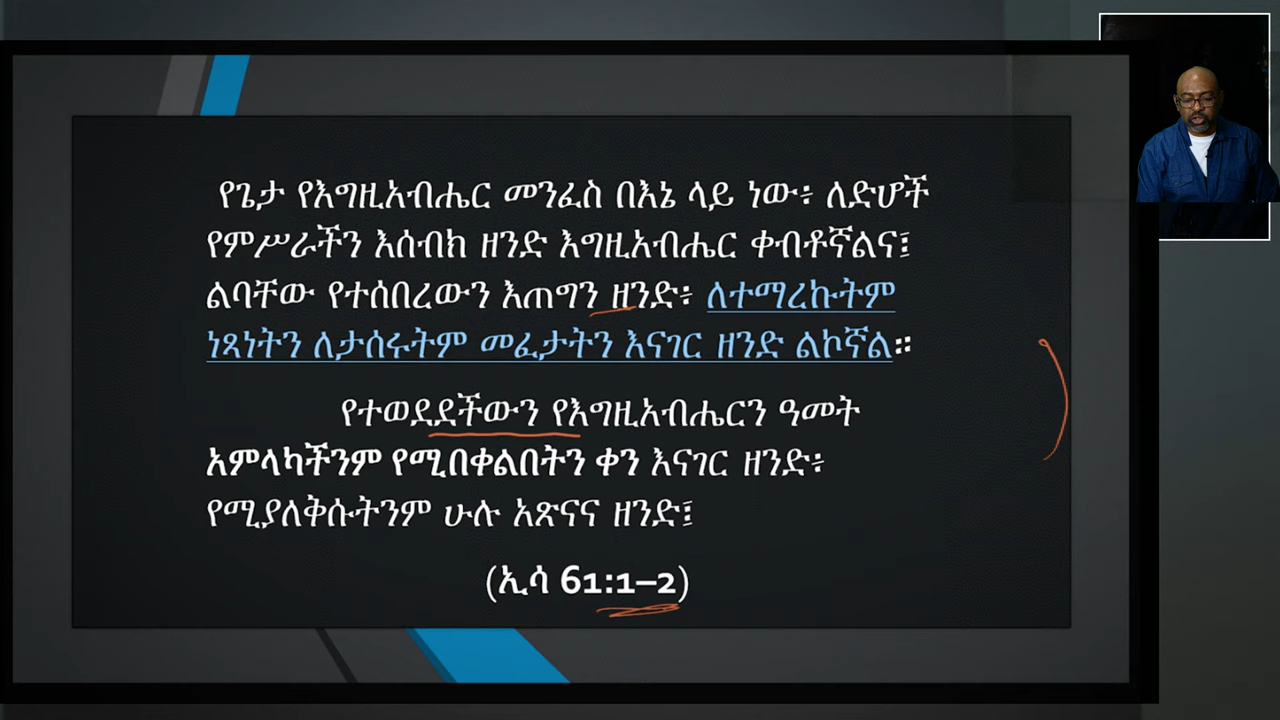 የጌታ የእግዚአብሔር መንፈስ በእኔ ላይ ነው፥ ለድሆች
የምሥራችን እሰብክ ዘንድ እግዚአብሔር ቀብቶኛልና፤
ልባቸው የተሰበረውን እጠግን ዘንድ፥ ለተማረኩትም
ነጻነትን ለታሰሩትም መፈታትን እናገር ዘንድ ልኮኛል።
የተወደደችውን የእግዚአብሔርን ዓመት
አምላካችንም የሚበቀልበትን ቀን እናገር ዘንድ፥
የሚያለቅሱትንም ሁሉ አጽናና ዘንድ፤
(ኢሳ 61:1–2)